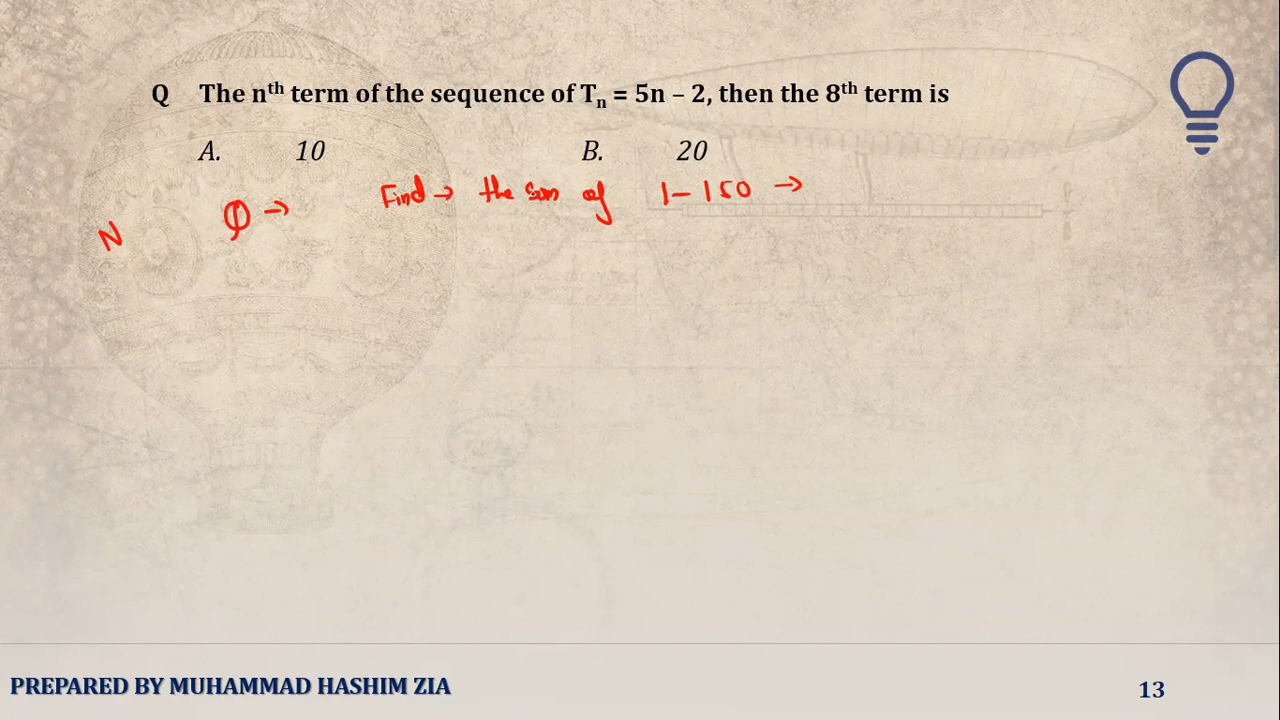 Q The nth term of the sequence of Tn = 5n – 2, then the 8th term is
A. 10 B. 20
Q → Find → the sum of 1 - 150 →
N
PREPARED BY MUHAMMAD HASHIM ZIA 13